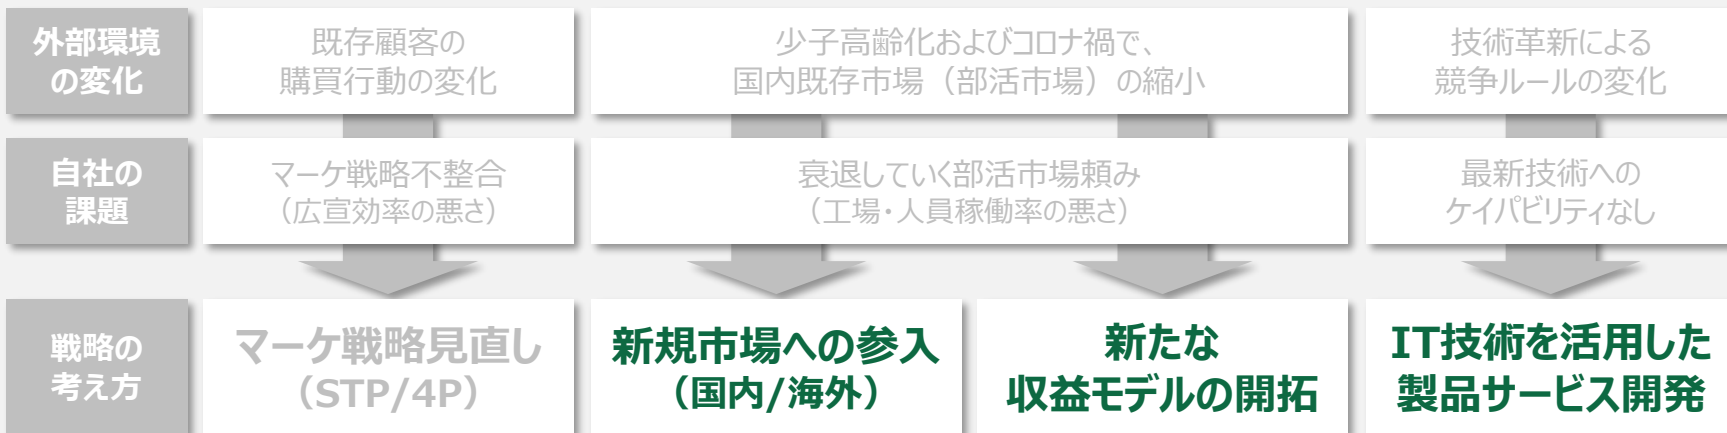 外部環境
の変化
既存顧客の
購買行動の変化
少子高齢化およびコロナ禍で、
国内既存市場（部活市場）の縮小
技術革新による
競争ルールの変化
自社の
課題
マーケ戦略不整合
（広宣効率の悪さ）
衰退していく部活市場頼み
（工場・人員稼働率の悪さ）
最新技術への
ケイパビリティなし
戦略の
考え方
マーケ戦略見直し
（STP/4P）
新規市場への参入
（国内/海外）
新たな
収益モデルの開拓
IT技術を活用した
製品サービス開発